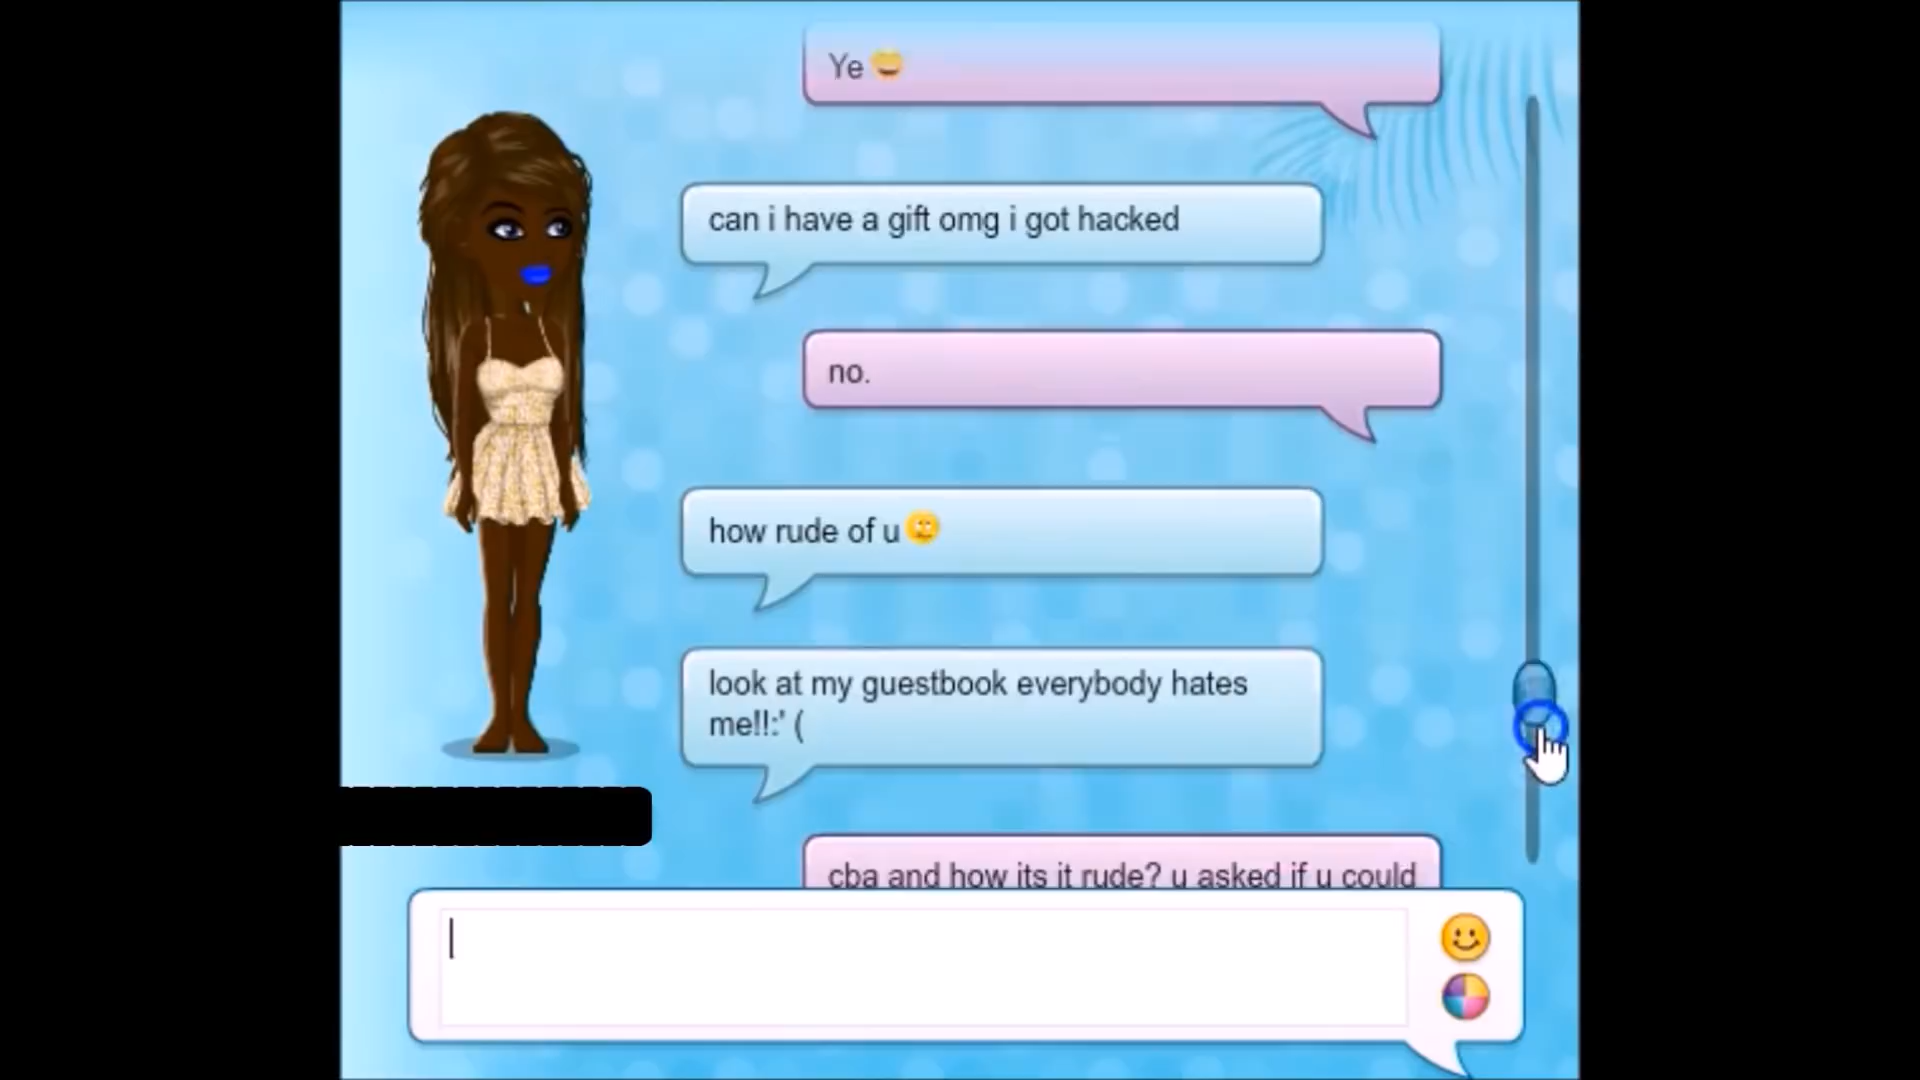 Ye
can i have a gift omg i got hacked
no.
how rude of u
look at my guestbook everybody hates
me!!:' (
cba and how its it rude? u asked if u could